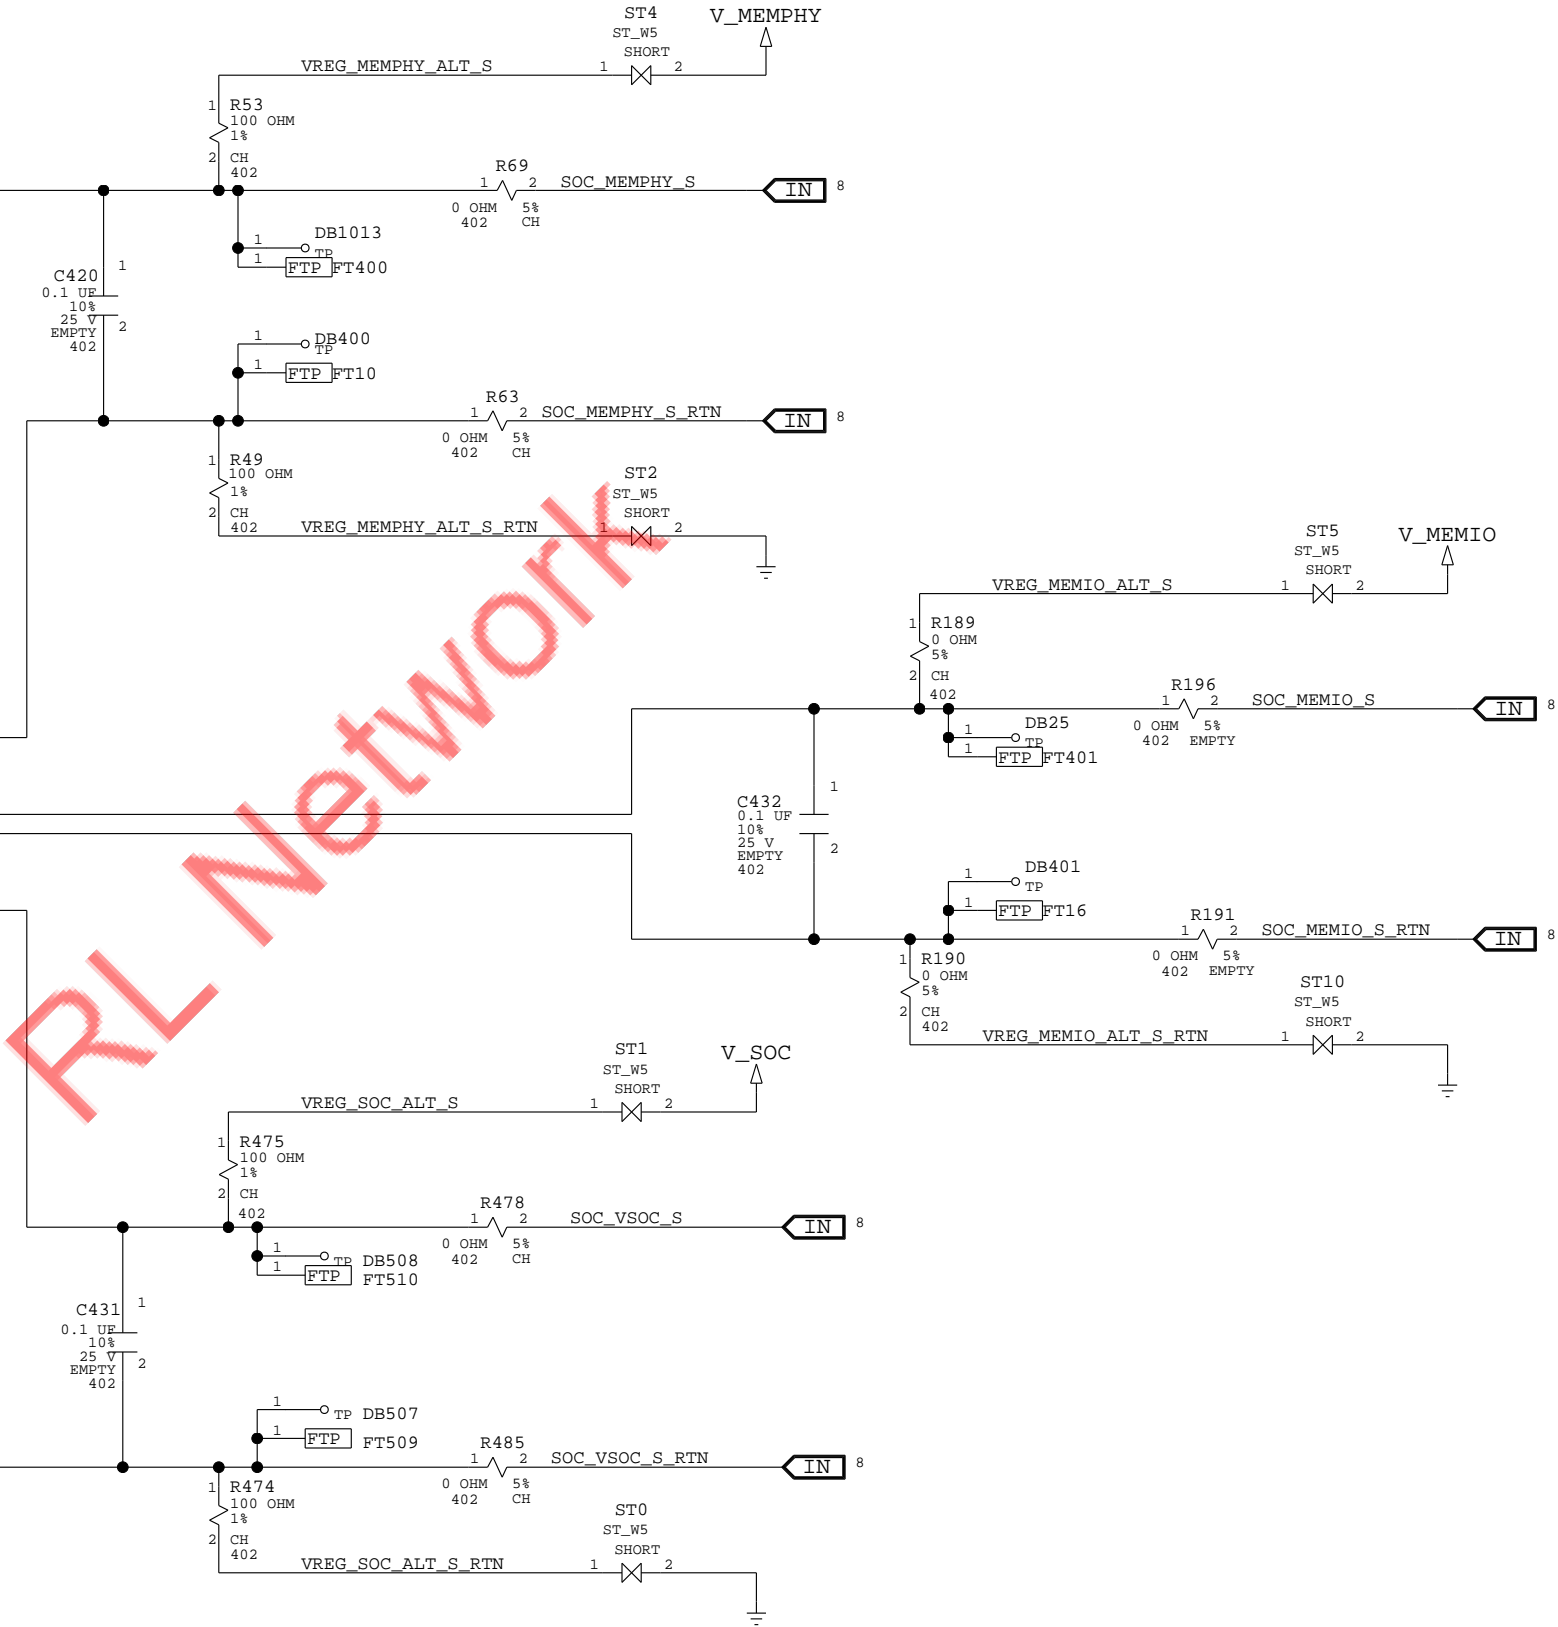 ST4
V_MEMPHY
ST_W5
SHORT
VREG_MEMPHY_ALT_S
1
2
1
R53
100 OHM
1%
2
CH
402
R69
1
2
SOC_MEMPHY_S
IN
8
0 OHM
5%
402
CH
1
DB1013
TP
1
FTP
FT400
C420
1
0.1 UF
10%
25 V
2
EMPTY
402
1
DB400
TP
1
FTP
FT10
R63
1
2
SOC_MEMPHY_S_RTN
IN
8
0 OHM
5%
402
CH
1
R49
100 OHM
1%
2
CH
402
ST2
ST_W5
SHORT
VREG_MEMPHY_ALT_S_RTN
1
2
ST5
V_MEMIO
ST_W5
SHORT
VREG_MEMIO_ALT_S
1
2
1
R189
0 OHM
5%
2
CH
402
R196
1
2
SOC_MEMIO_S
IN
8
0 OHM
5%
402
EMPTY
1
DB25
TP
1
FTP
FT401
C432
1
0.1 UF
10%
25 V
2
EMPTY
402
1
DB401
TP
1
FTP
FT16
R191
1
2
SOC_MEMIO_S_RTN
IN
8
0 OHM
5%
402
EMPTY
1
R190
0 OHM
5%
2
CH
402
ST10
ST_W5
SHORT
VREG_MEMIO_ALT_S_RTN
1
2
ST1
V_SOC
ST_W5
SHORT
VREG_SOC_ALT_S
1
2
1
R475
100 OHM
1%
2
CH
402
R478
1
2
SOC_VSOC_S
IN
8
0 OHM
5%
402
CH
1
TP
DB508
1
FTP
FT510
C431
1
0.1 UF
10%
25 V
2
EMPTY
402
1
TP
DB507
1
FTP
FT509
R485
1
2
SOC_VSOC_S_RTN
IN
8
0 OHM
5%
402
CH
1
R474
100 OHM
1%
2
CH
402
ST0
ST_W5
SHORT
VREG_SOC_ALT_S_RTN
1
2
RL Network